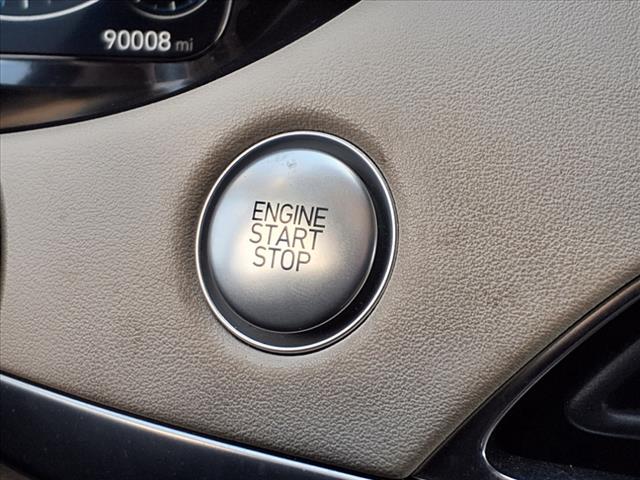 90008 mi
ENGINE
START
STOP